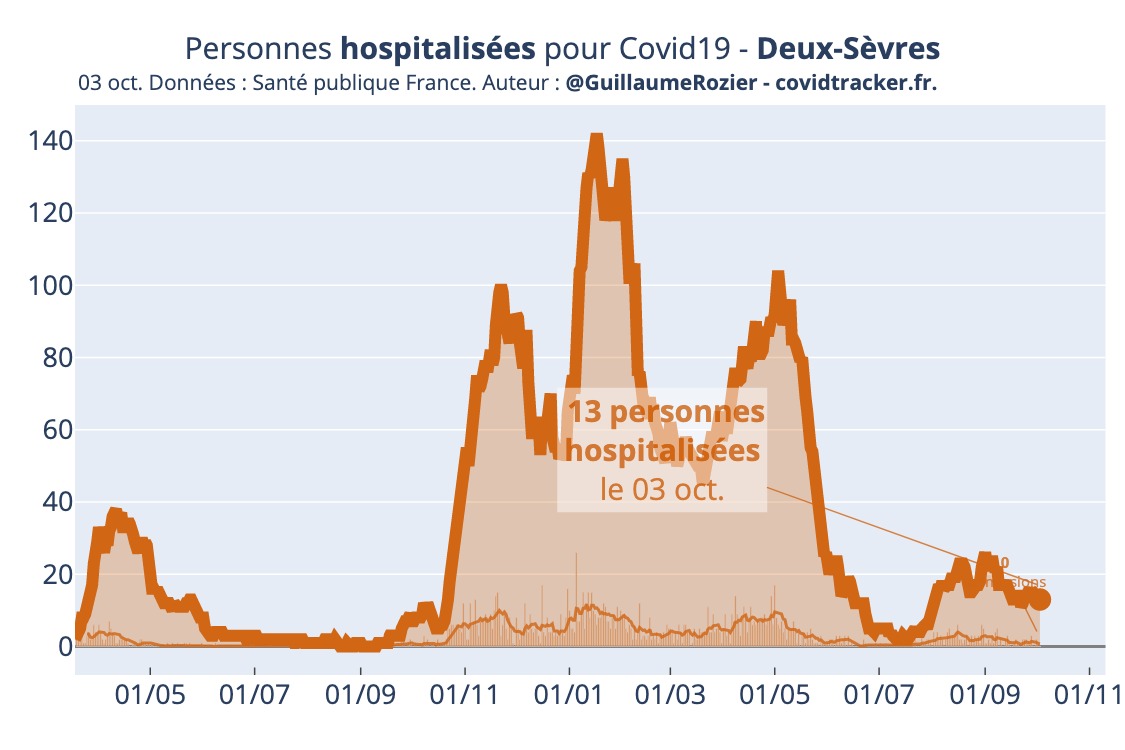 Personnes hospitalisées pour Covid19 - Deux-Sèvres
03 oct. Données : Santé publique France. Auteur : @GuillaumeRozier - covidtracker.fr.
140
120
100
80
60
40
20
0
13 personnes
hospitalisées
le 03 oct.
0
01/05 01/07 01/09 01/11 01/01 01/03 01/05 01/07 01/09 01/11